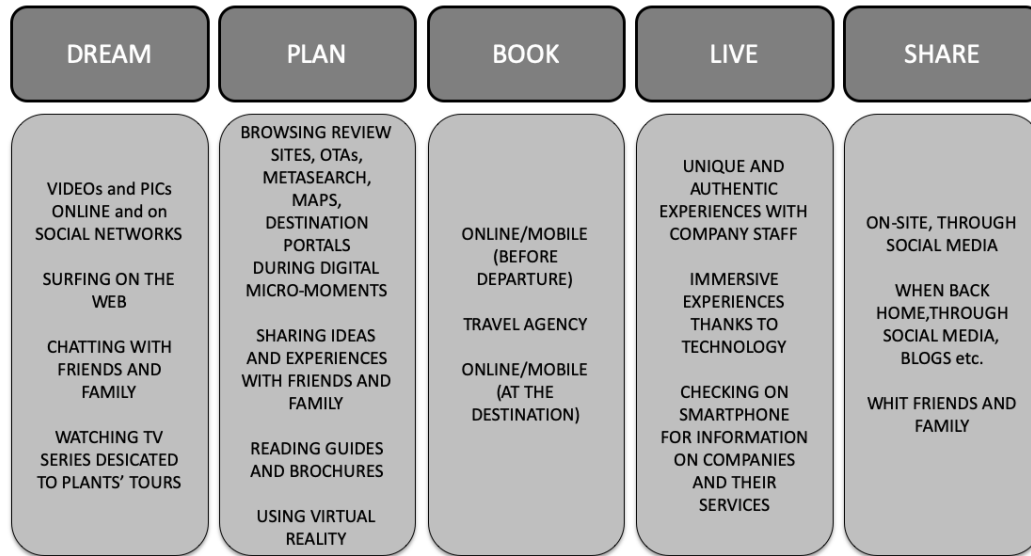 DREAM
PLAN
BOOK
LIVE
SHARE
VIDEOs and PICs
ONLINE and on
SOCIAL NETWORKS
SURFING ON THE
WEB
CHATTING WITH
FRIENDS AND
FAMILY
WATCHING TV
SERIES DESICATED
TO PLANTS’ TOURS
BROWSING REVIEW
SITES, OTAs,
METASEARCH,
MAPS,
DESTINATION
PORTALS
DURING DIGITAL
MICRO-MOMENTS
SHARING IDEAS
AND EXPERIENCES
WITH FRIENDS AND
FAMILY
READING GUIDES
AND BROCHURES
USING VIRTUAL
REALITY
ONLINE/MOBILE
(BEFORE
DEPARTURE)
TRAVEL AGENCY
ONLINE/MOBILE
(AT THE
DESTINATION)
UNIQUE AND
AUTHENTIC
EXPERIENCES WITH
COMPANY STAFF
IMMERSIVE
EXPERIENCES
THANKS TO
TECHNOLOGY
CHECKING ON
SMARTPHONE
FOR INFORMATION
ON COMPANIES
AND THEIR
SERVICES
ON-SITE, THROUGH
SOCIAL MEDIA
WHEN BACK
HOME,THROUGH
SOCIAL MEDIA,
BLOGS etc.
WHIT FRIENDS AND
FAMILY